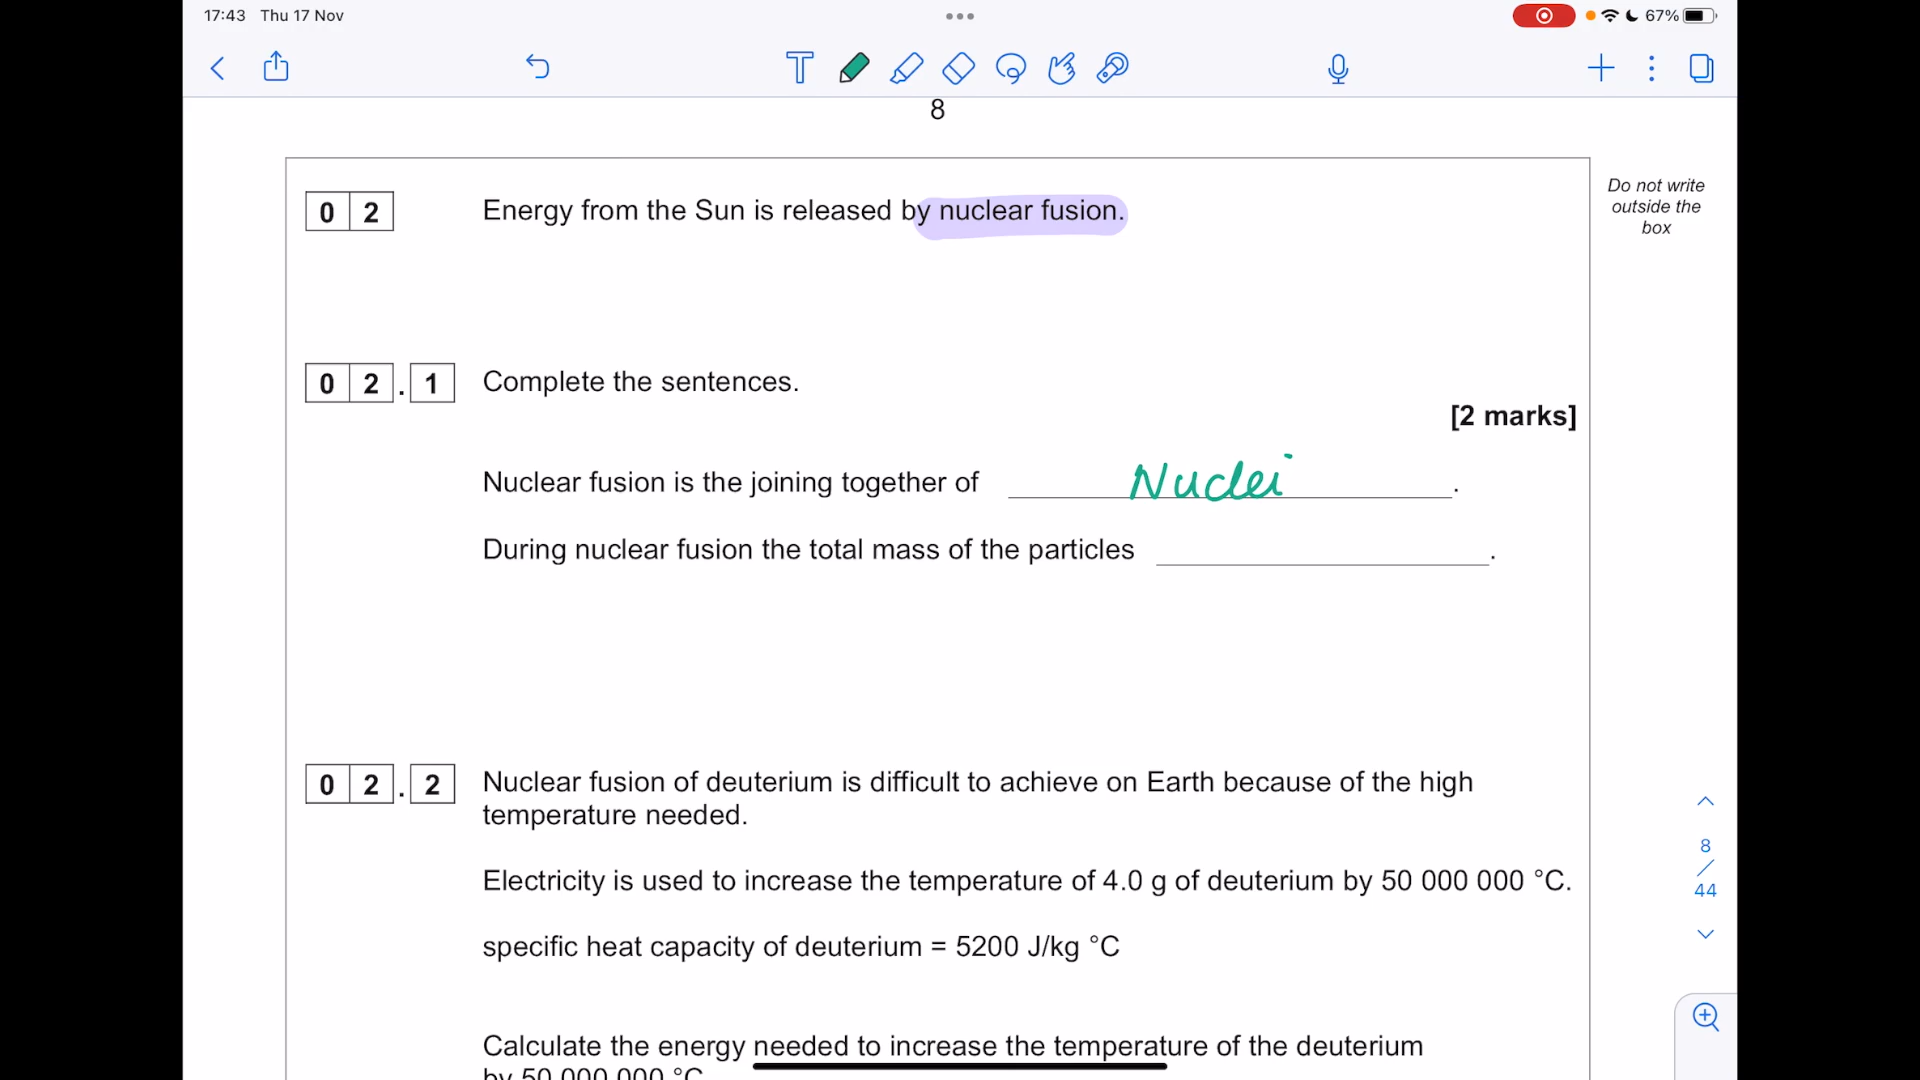 17:43 Thu 17 Nov
67%
8
Do not write
outside the
box
0 2 Energy from the Sun is released by nuclear fusion.
0 2 . 1 Complete the sentences.
[2 marks]
Nuclear fusion is the joining together of Nuclei .
During nuclear fusion the total mass of the particles .
0 2 . 2 Nuclear fusion of deuterium is difficult to achieve on Earth because of the high
temperature needed.
Electricity is used to increase the temperature of 4.0 g of deuterium by 50 000 000 °C.
specific heat capacity of deuterium = 5200 J/kg °C
Calculate the energy needed to increase the temperature of the deuterium
by 50 000 000 °C
8
/
44